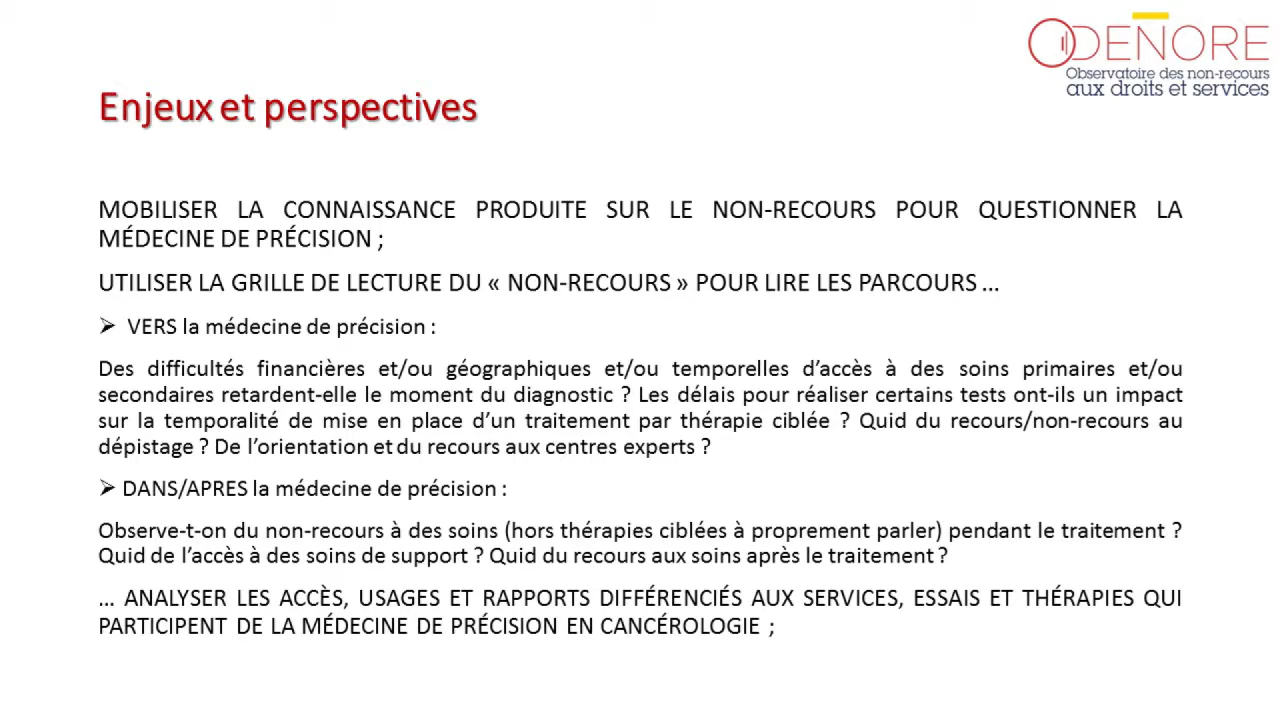 ODENORE
Observatoire des non-recours
aux droits et services
Enjeux et perspectives
MOBILISER LA CONNAISSANCE PRODUITE SUR LE NON-RECOURS POUR QUESTIONNER LA
MÉDECINE DE PRÉCISION ;
UTILISER LA GRILLE DE LECTURE DU « NON-RECOURS » POUR LIRE LES PARCOURS ...
➢ VERS la médecine de précision :
Des difficultés financières et/ou géographiques et/ou temporelles d’accès à des soins primaires et/ou
secondaires retardent-elle le moment du diagnostic ? Les délais pour réaliser certains tests ont-ils un impact
sur la temporalité de mise en place d’un traitement par thérapie ciblée ? Quid du recours/non-recours au
dépistage ? De l’orientation et du recours aux centres experts ?
➢ DANS/APRES la médecine de précision :
Observe-t-on du non-recours à des soins (hors thérapies ciblées à proprement parler) pendant le traitement ?
Quid de l’accès à des soins de support ? Quid du recours aux soins après le traitement ?
... ANALYSER LES ACCÈS, USAGES ET RAPPORTS DIFFÉRENCIÉS AUX SERVICES, ESSAIS ET THÉRAPIES QUI
PARTICIPENT DE LA MÉDECINE DE PRÉCISION EN CANCÉROLOGIE ;